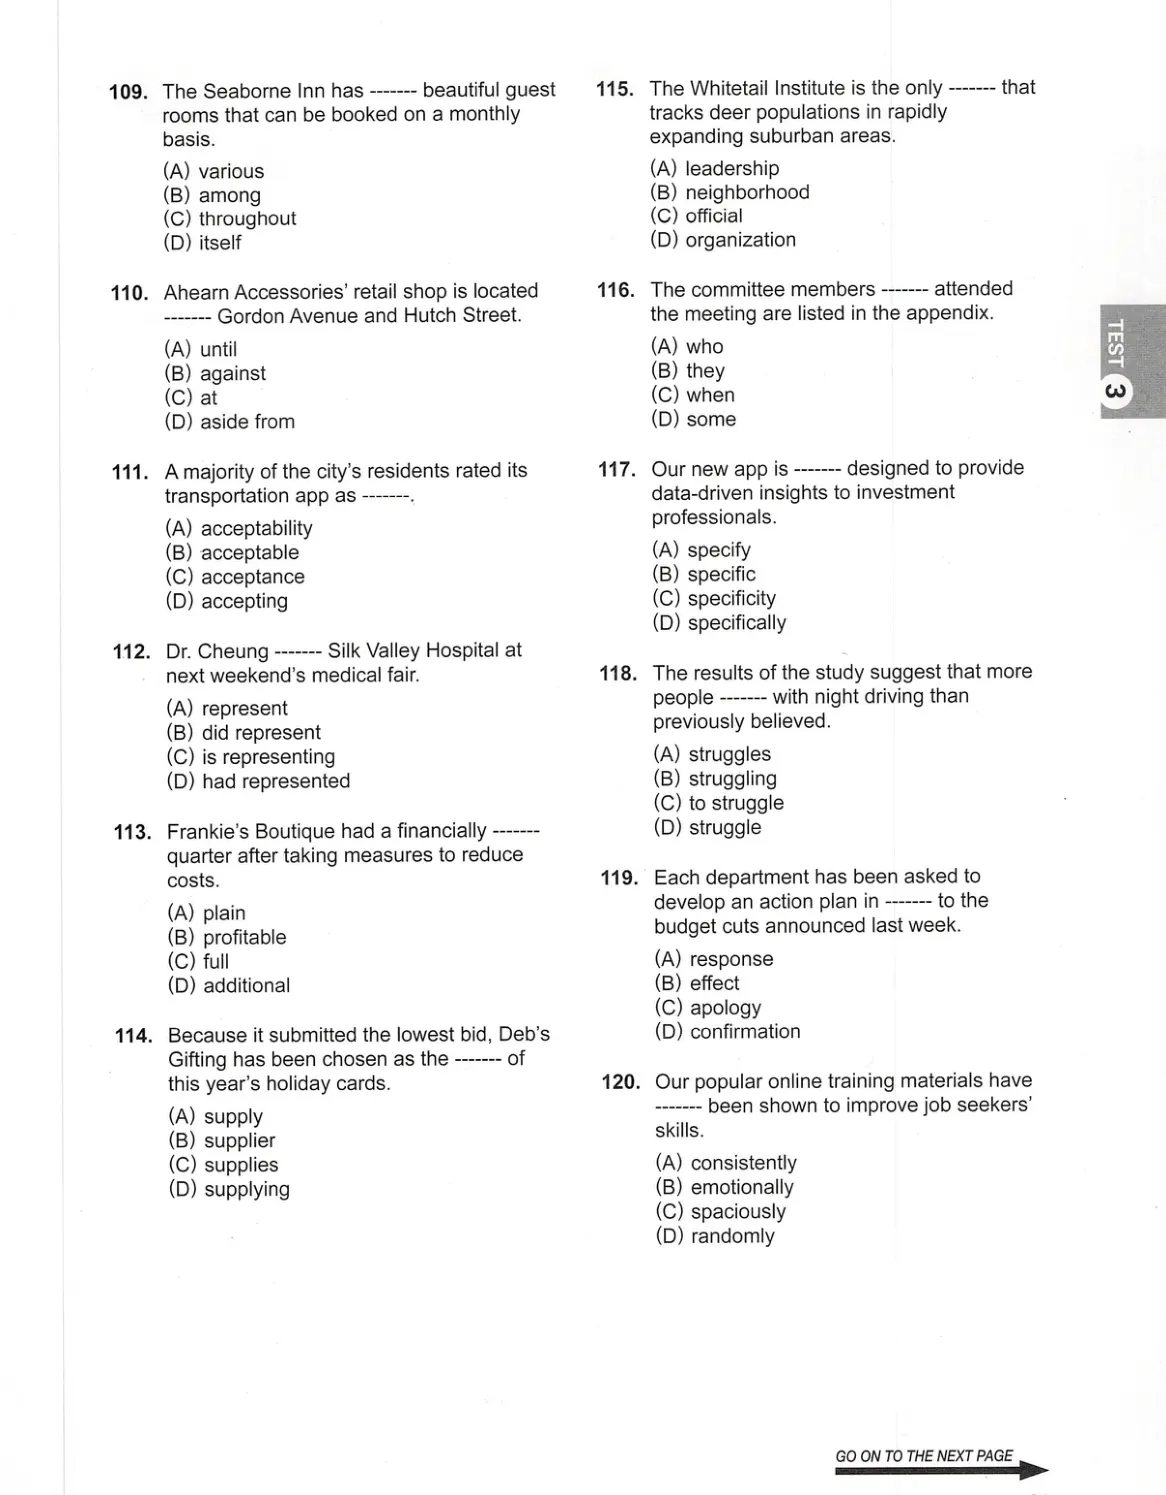 109. The Seaborne Inn has ------- beautiful guest
rooms that can be booked on a monthly
basis.
(A) various
(B) among
(C) throughout
(D) itself
110. Ahearn Accessories' retail shop is located
------- Gordon Avenue and Hutch Street.
(A) until
(B) against
(C) at
(D) aside from
111. A majority of the city's residents rated its
transportation app as -------.
(A) acceptability
(B) acceptable
(C) acceptance
(D) accepting
112. Dr. Cheung ------- Silk Valley Hospital at
next weekend's medical fair.
(A) represent
(B) did represent
(C) is representing
(D) had represented
113. Frankie's Boutique had a financially -------
quarter after taking measures to reduce
costs.
(A) plain
(B) profitable
(C) full
(D) additional
114. Because it submitted the lowest bid, Deb's
Gifting has been chosen as the ------- of
this year's holiday cards.
(A) supply
(B) supplier
(C) supplies
(D) supplying
115. The Whitetail Institute is the only ------- that
tracks deer populations in rapidly
expanding suburban areas.
(A) leadership
(B) neighborhood
(C) official
(D) organization
116. The committee members ------- attended
the meeting are listed in the appendix.
(A) who
(B) they
(C) when
(D) some
117. Our new app is ------- designed to provide
data-driven insights to investment
professionals.
(A) specify
(B) specific
(C) specificity
(D) specifically
118. The results of the study suggest that more
people ------- with night driving than
previously believed.
(A) struggles
(B) struggling
(C) to struggle
(D) struggle
119. Each department has been asked to
develop an action plan in ------- to the
budget cuts announced last week.
(A) response
(B) effect
(C) apology
(D) confirmation
120. Our popular online training materials have
------- been shown to improve job seekers'
skills.
(A) consistently
(B) emotionally
(C) spaciously
(D) randomly
TEST 3
GO ON TO THE NEXT PAGE